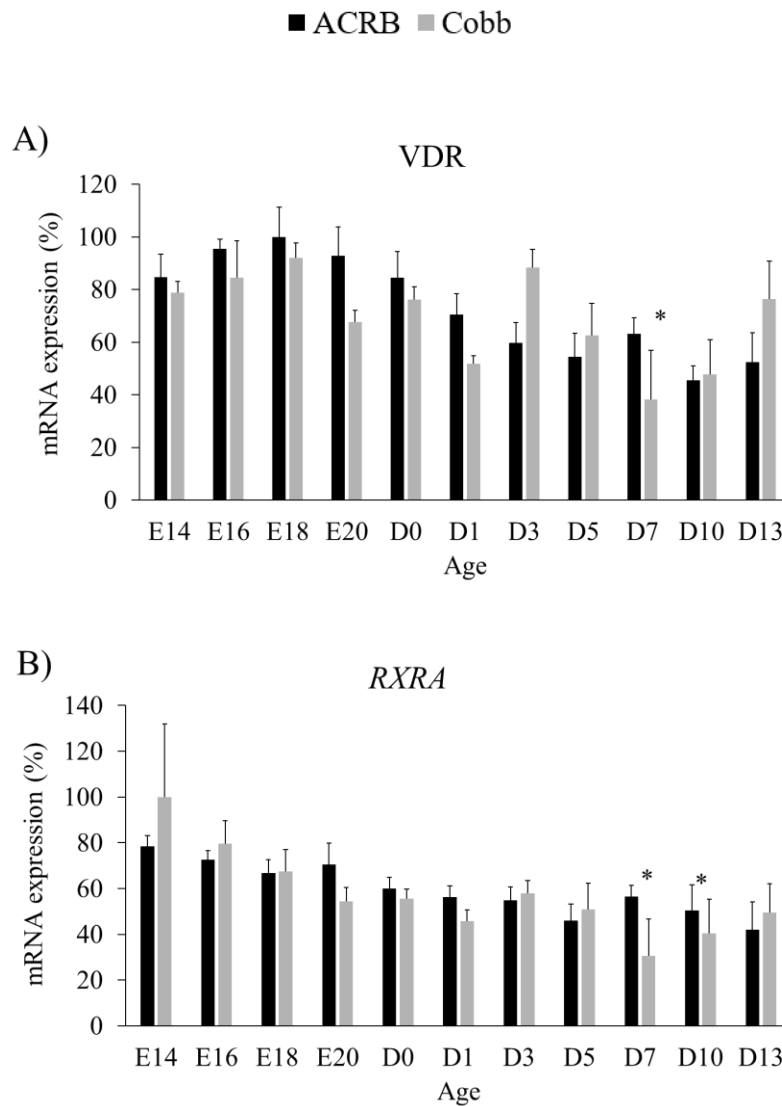 ACRB Cobb
A)
VDR
mRNA expression (%)
120
100
80
60
40
20
0
*
E14 E16 E18 E20 D0 D1 D3 D5 D7 D10 D13
Age
B)
RXRA
mRNA expression (%)
140
120
100
80
60
40
20
0
* *
E14 E16 E18 E20 D0 D1 D3 D5 D7 D10 D13
Age